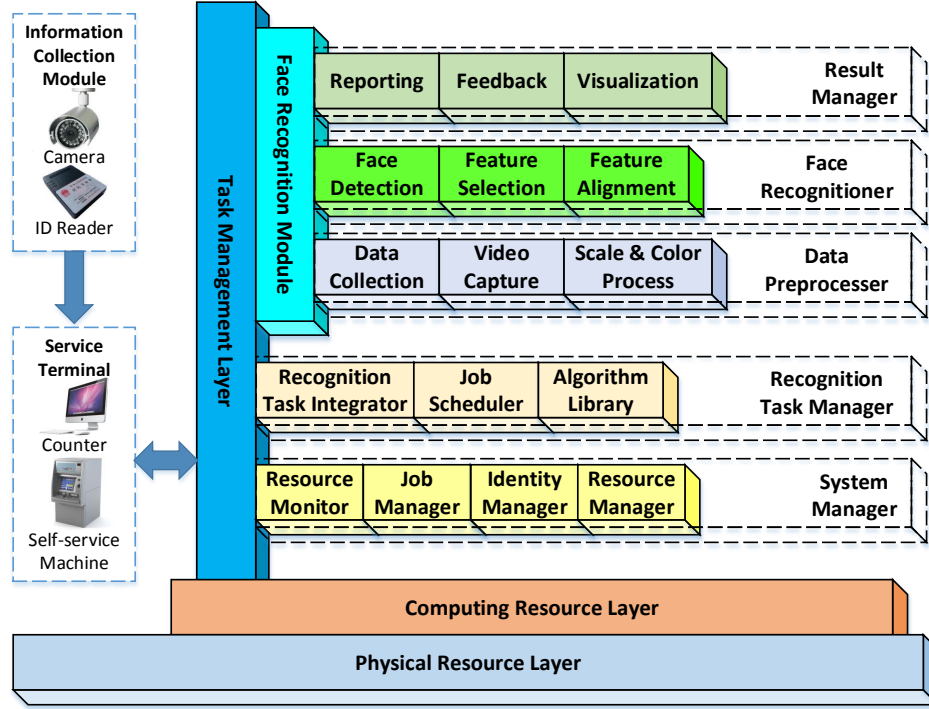 Information
Collection
Module
Camera
ID Reader
Service
Terminal
Counter
Self-service
Machine
Task Management Layer
Face Recognition Module
Reporting
Feedback
Visualization
Result
Manager
Face
Detection
Feature
Selection
Feature
Alignment
Face
Recognitioner
Data
Collection
Video
Capture
Scale & Color
Process
Data
Preprocesser
Recognition
Task Integrator
Job
Scheduler
Algorithm
Library
Recognition
Task Manager
Resource
Monitor
Job
Manager
Identity
Manager
Resource
Manager
System
Manager
Computing Resource Layer
Physical Resource Layer